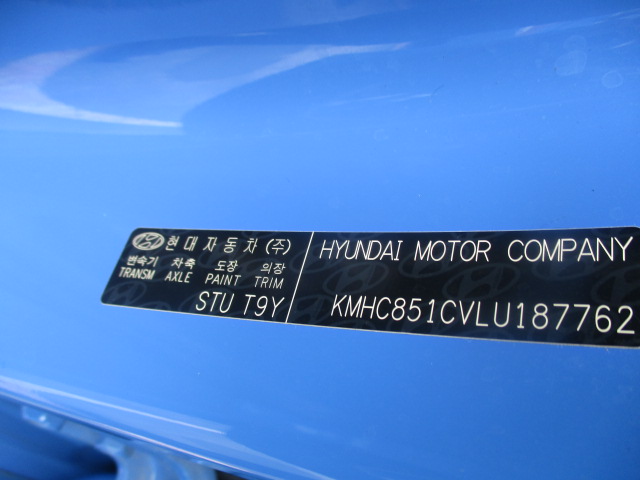 현대자동차(주)
변속기 차축 도장 의장
TRANSM AXLE PAINT TRIM
STU T9Y
HYUNDAI MOTOR COMPANY
KMHC851CVLU187762